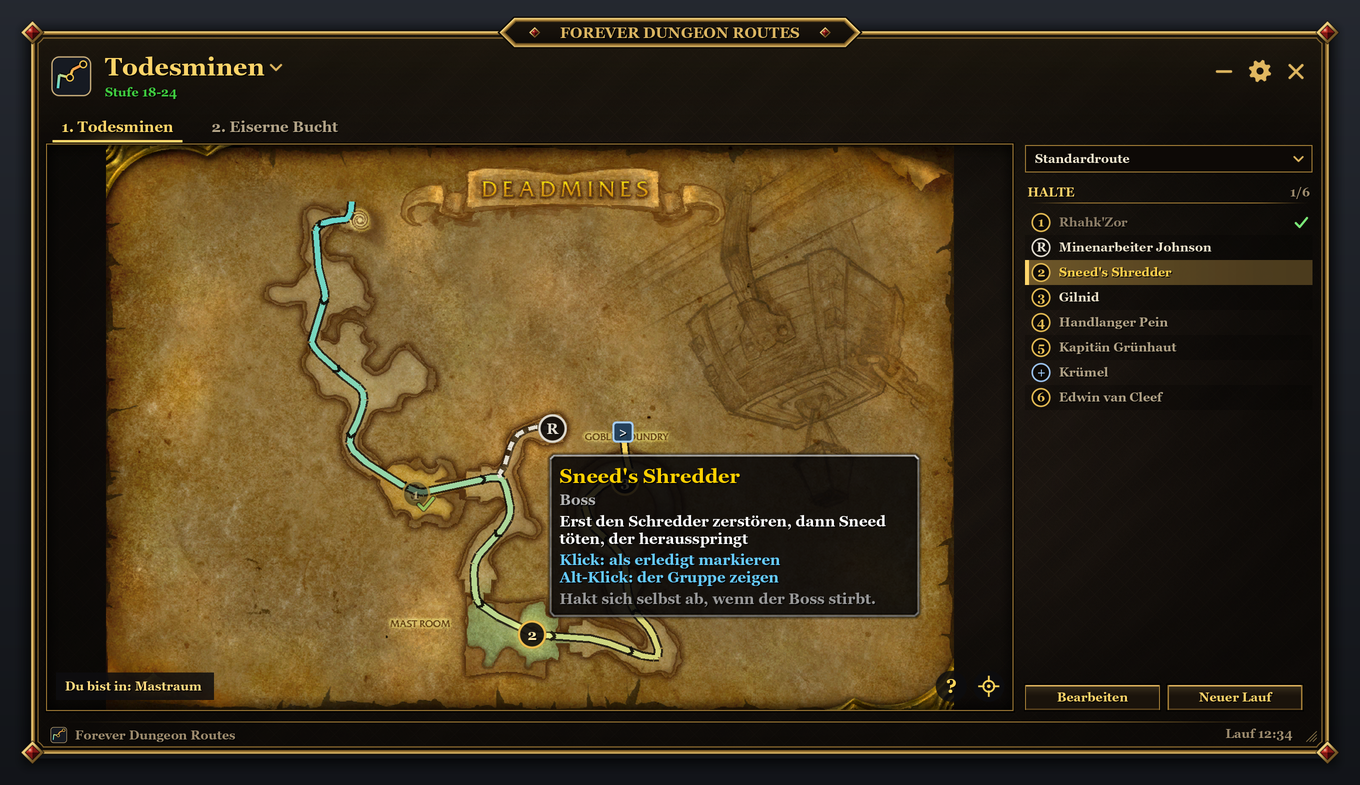 FOREVER DUNGEON ROUTES
Todesminen
Stufe 18-24
1. Todesminen
2. Eiserne Bucht
DEADMINES
Standardroute
HALTE
1/6
1 Rhahk'Zor
R Minenarbeiter Johnson
2 Sneed's Shredder
3 Gilnid
4 Handlanger Pein
5 Kapitän Grünhaut
+ Krümel
6 Edwin van Cleef
R
>
1
Sneed's Shredder
Boss
Erst den Schredder zerstören, dann Sneed
töten, der herausspringt
Klick: als erledigt markieren
Alt-Klick: der Gruppe zeigen
Hakt sich selbst ab, wenn der Boss stirbt.
MAST ROOM
2
Du bist in: Mastraum
?
Bearbeiten
Neuer Lauf
Forever Dungeon Routes
Lauf 12:34